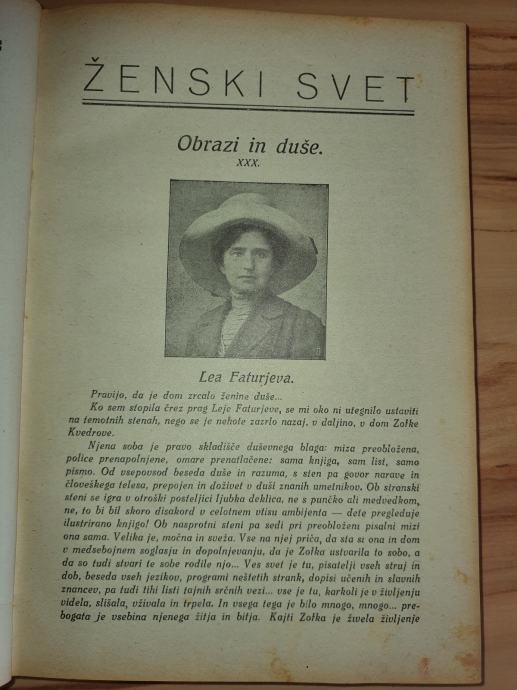 ŽENSKI SVET
Obrazi in duše.
XXX.
Lea Faturjeva.
Pravijo, da je dom zrcalo ženine duše...
Ko sem stopila črez prag Leje Faturjeve, se mi oko ni utegnilo ustaviti
na temotnih stenah, nego se je nehote zazrlo nazaj, v daljino, v dom Zofke
Kvedrove.
Njena soba je pravo skladišče duševnega blaga: miza preobložena,
police prenapolnjene, omare prenatlačene: sama knjiga, sam list, samo
pismo. Od vsepovsod beseda duše in razuma, s sten pa govor narave in
človeškega telesa, prepojen in doživet v duši znanih umetnikov. Ob stranski
steni se igra v otroški posteljici ljubka deklica, ne s punčko ali medvedkom,
ne, to bi bil skoro disakord v celotnem vtisu ambijenta — dete pregleduje
ilustrirano knjigo! Ob nasprotni steni pa sedi pri preobloženi pisalni mizi
ona sama. Velika je, močna in sveža. Vse na njej priča, da sta si ona in dom
v medsebojnem soglasju in dopolnjevanju, da je Zofka ustvarila to sobo, a
da so tudi stvari te sobe rodile njo... Ves svet je tu, pisatelji vseh struj in
dob, beseda vseh jezikov, programi neštetih strank, dopisi učenih in slavnih
znancev, pa tudi tihi listi tajnih srčnih vezi... vse je tu, karkoli je v življenju
videla, slišala, uživala in trpela. In vsega tega je bilo mnogo, mnogo... pre-
bogata je vsebina njenega žitja in bitja. Kajti Zofka je živela življenje